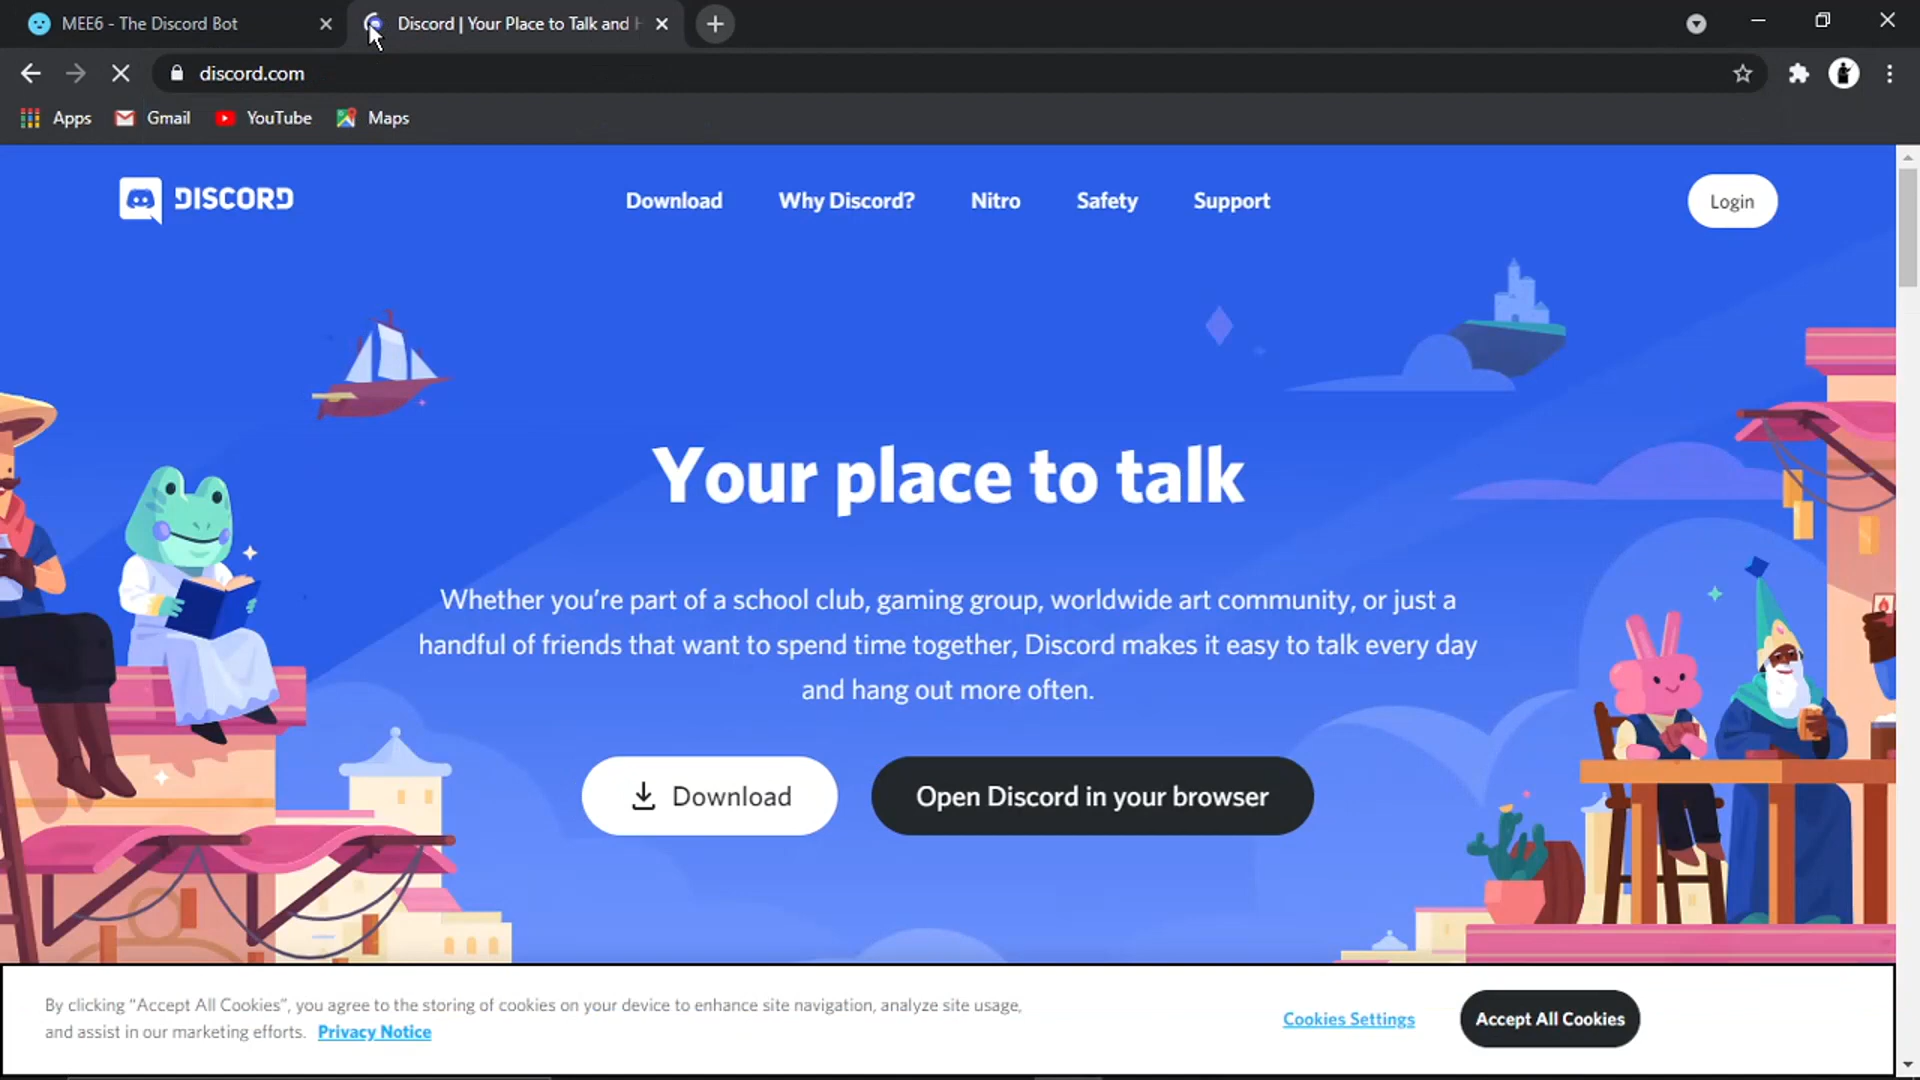 MEE6 - The Discord Bot
Discord | Your Place to Talk and
discord.com
Apps
Gmail
YouTube
Maps
DISCORD
Download
Why Discord?
Nitro
Safety
Support
Login
Your place to talk
Whether you're part of a school club, gaming group, worldwide art community, or just a
handful of friends that want to spend time together, Discord makes it easy to talk every day
and hang out more often.
Download
Open Discord in your browser
By clicking “Accept All Cookies”, you agree to the storing of cookies on your device to enhance site navigation, analyze site usage,
and assist in our marketing efforts. Privacy Notice
Cookies Settings
Accept All Cookies